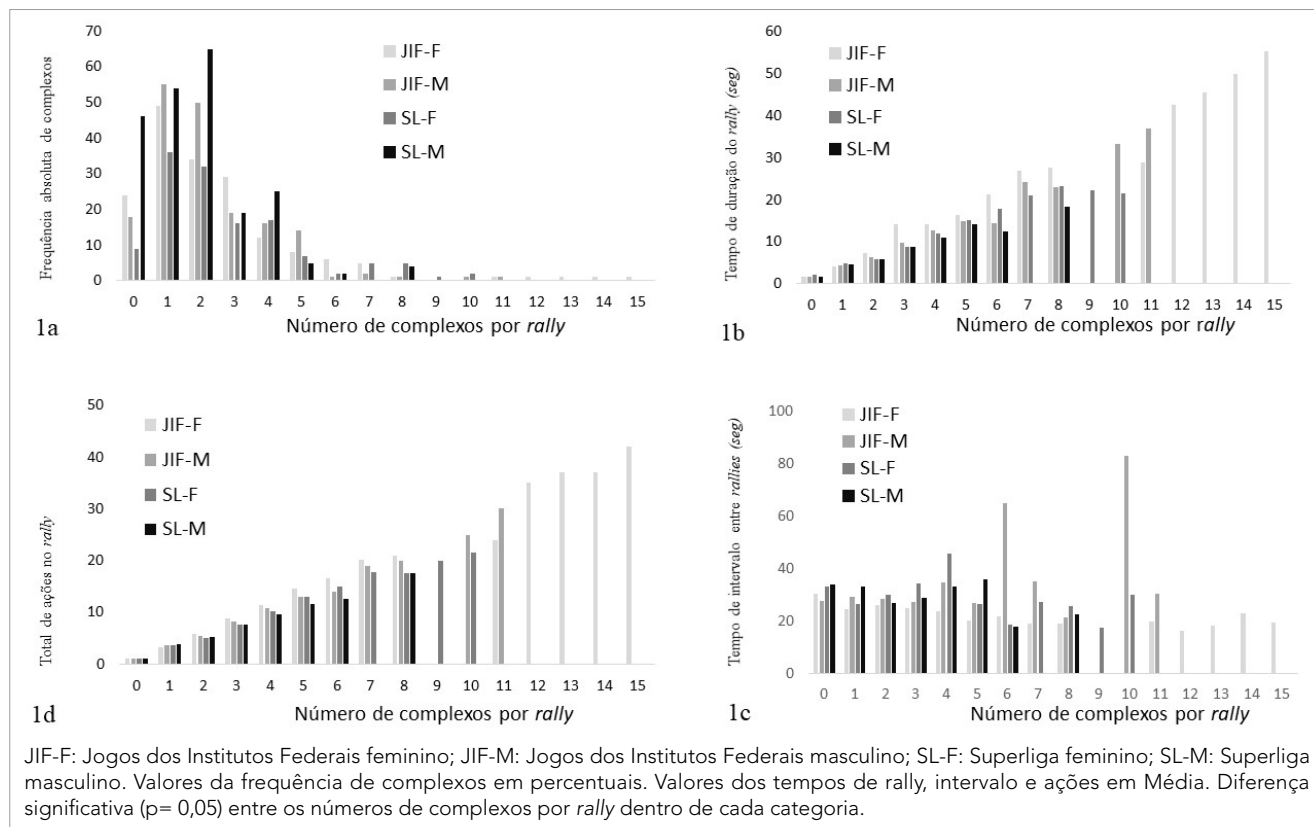 70
60
50
40
30
20
10
0
Frequência absoluta de complexos
JIF-F
JIF-M
SL-F
SL-M
0 1 2 3 4 5 6 7 8 9 10 11 12 13 14 15
Número de complexos por rally
1a
60
50
40
30
20
10
0
Tempo de duração do rally (seg)
JIF-F
JIF-M
SL-F
SL-M
0 1 2 3 4 5 6 7 8 9 10 11 12 13 14 15
Número de complexos por rally
1b
50
40
30
20
10
0
Total de ações no rally
JIF-F
JIF-M
SL-F
SL-M
0 1 2 3 4 5 6 7 8 9 10 11 12 13 14 15
Número de complexos por rally
1d
100
80
60
40
20
0
Tempo de intervalo entre rallies (seg)
JIF-F
JIF-M
SL-F
SL-M
0 1 2 3 4 5 6 7 8 9 10 11 12 13 14 15
Número de complexos por rally
1c
JIF-F: Jogos dos Institutos Federais feminino; JIF-M: Jogos dos Institutos Federais masculino; SL-F: Superliga feminino; SL-M: Superliga
masculino. Valores da frequência de complexos em percentuais. Valores dos tempos de rally, intervalo e ações em Média. Diferença
significativa (p= 0,05) entre os números de complexos por rally dentro de cada categoria.